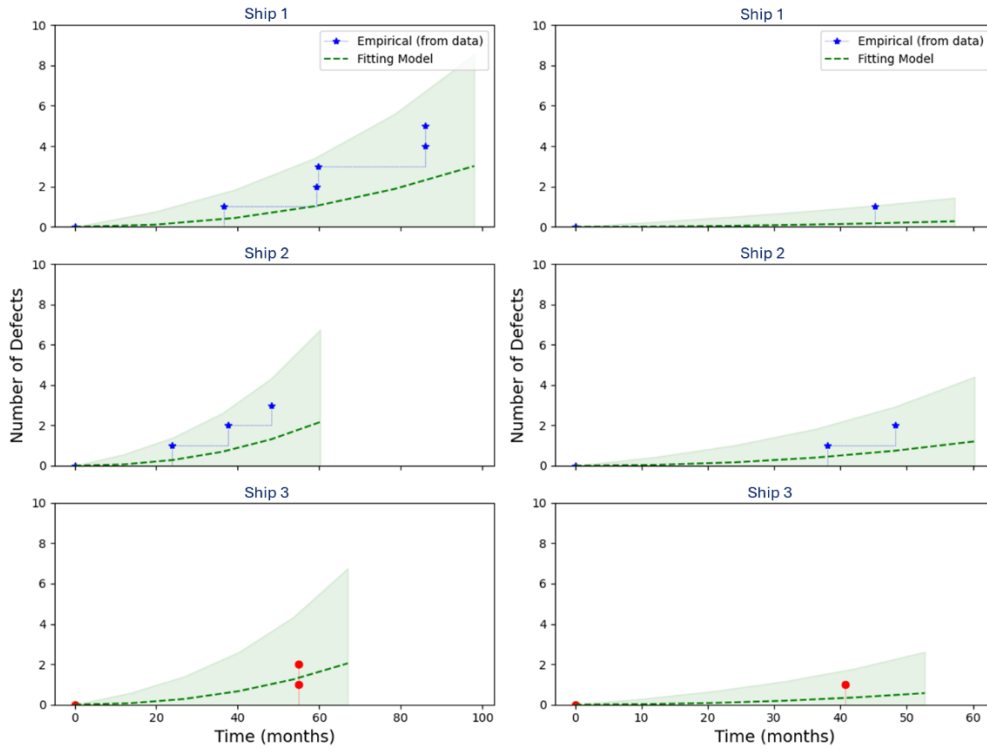 Ship 1
10
8
6
4
2
0
Empirical (from data)
Fitting Model
Ship 1
10
8
6
4
2
0
Empirical (from data)
Fitting Model
Ship 2
10
8
6
4
2
0
Number of Defects
Ship 2
10
8
6
4
2
0
Number of Defects
Ship 3
10
8
6
4
2
0
0 20 40 60 80 100
Time (months)
Ship 3
10
8
6
4
2
0
0 10 20 30 40 50 60
Time (months)